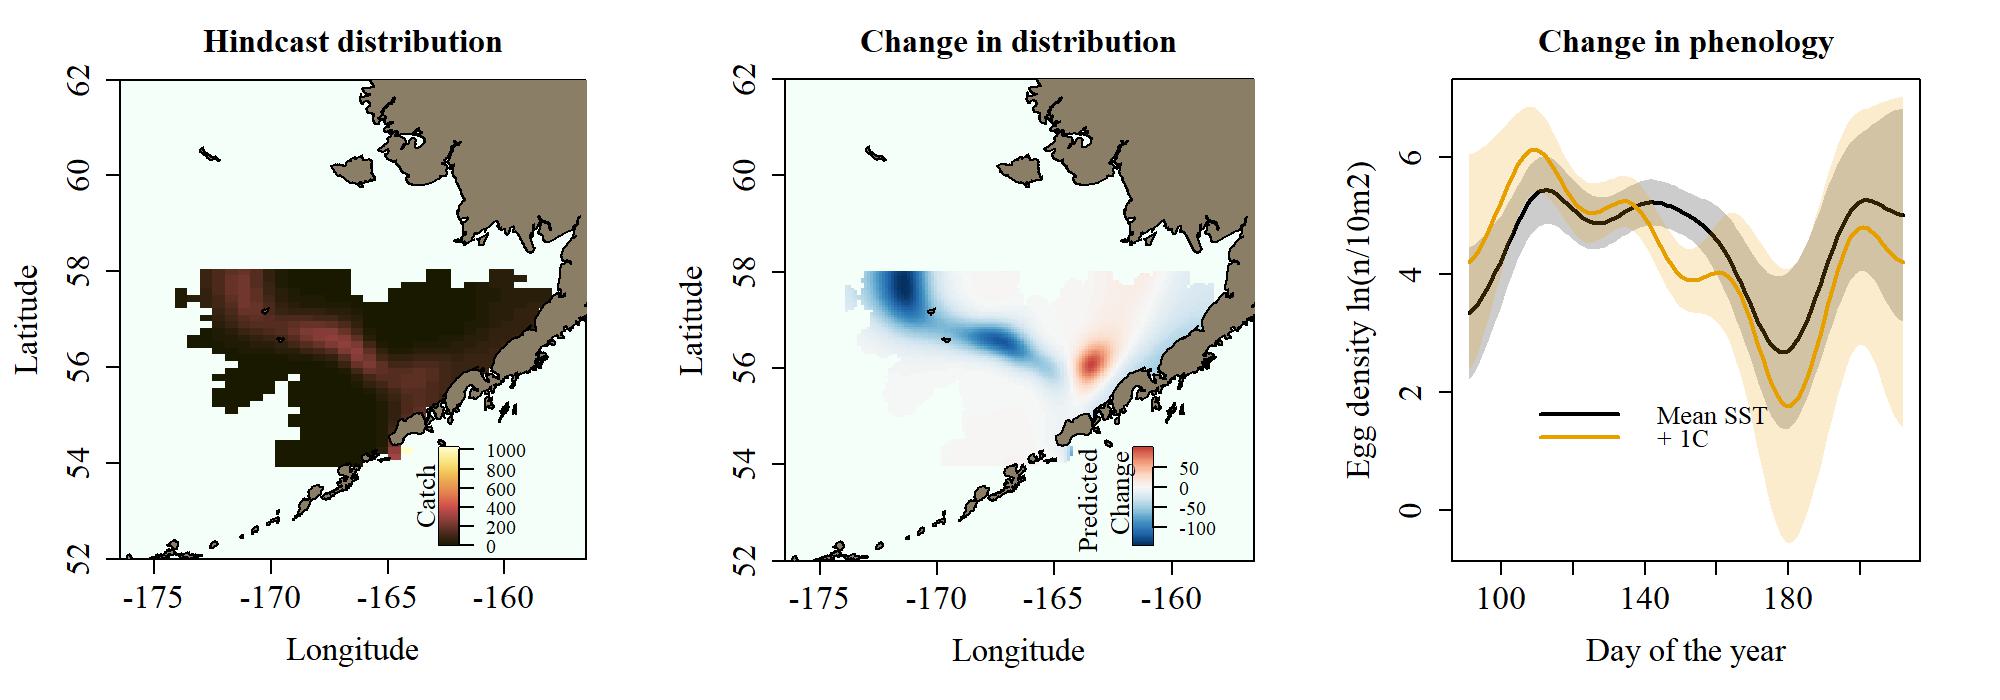 Hindcast distribution
62
60
58
56
54
52
Latitude
-175
-170
-165
-160
Longitude
Catch
1000
800
600
400
200
0
Change in distribution
62
60
58
56
54
52
Latitude
-175
-170
-165
-160
Longitude
Predicted
Change
50
0
-50
-100
Change in phenology
6
4
2
0
Egg density ln(n/10m2)
Mean SST
+ 1C
100
140
180
Day of the year